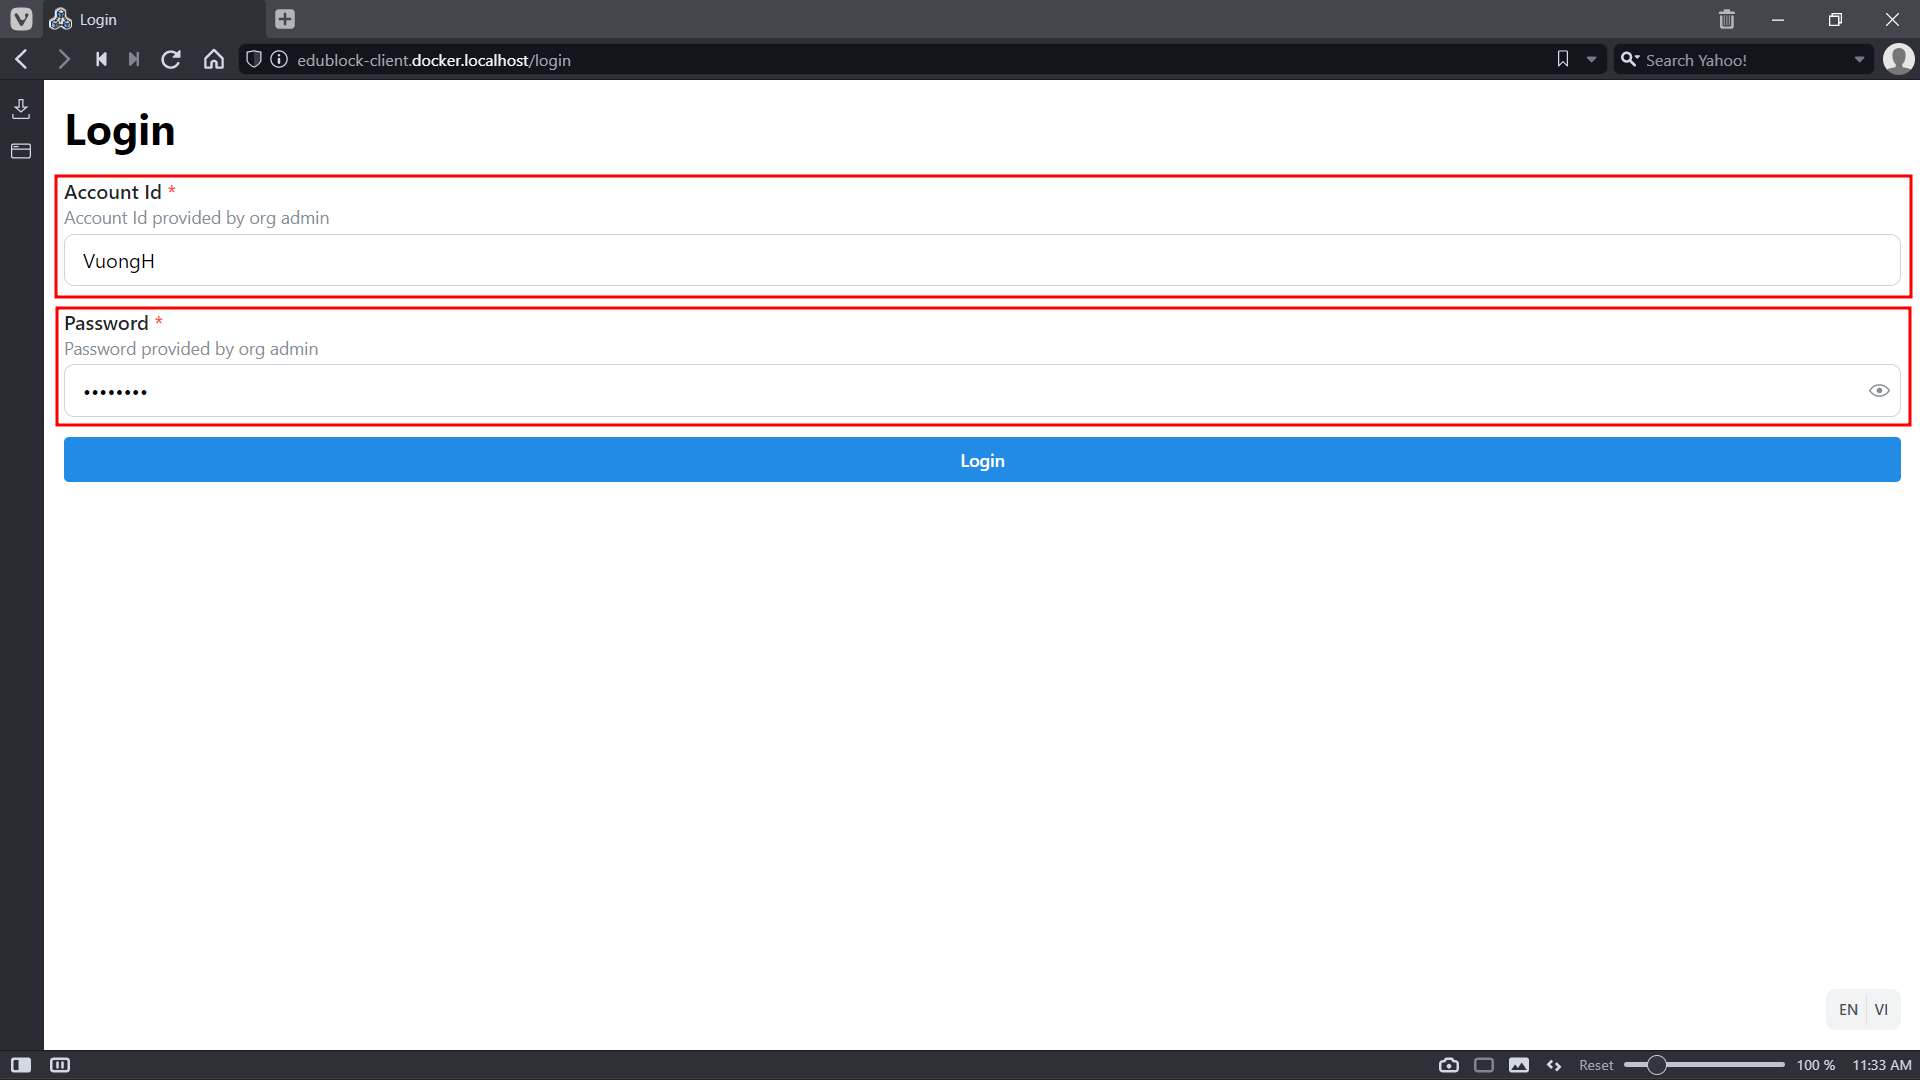 Login
edublock-client.docker.localhost/login
Search Yahoo!
Login
Account Id *
Account Id provided by org admin
VuongH
Password *
Password provided by org admin
••••••••
Login
EN VI
Reset 100 % 11:33 AM